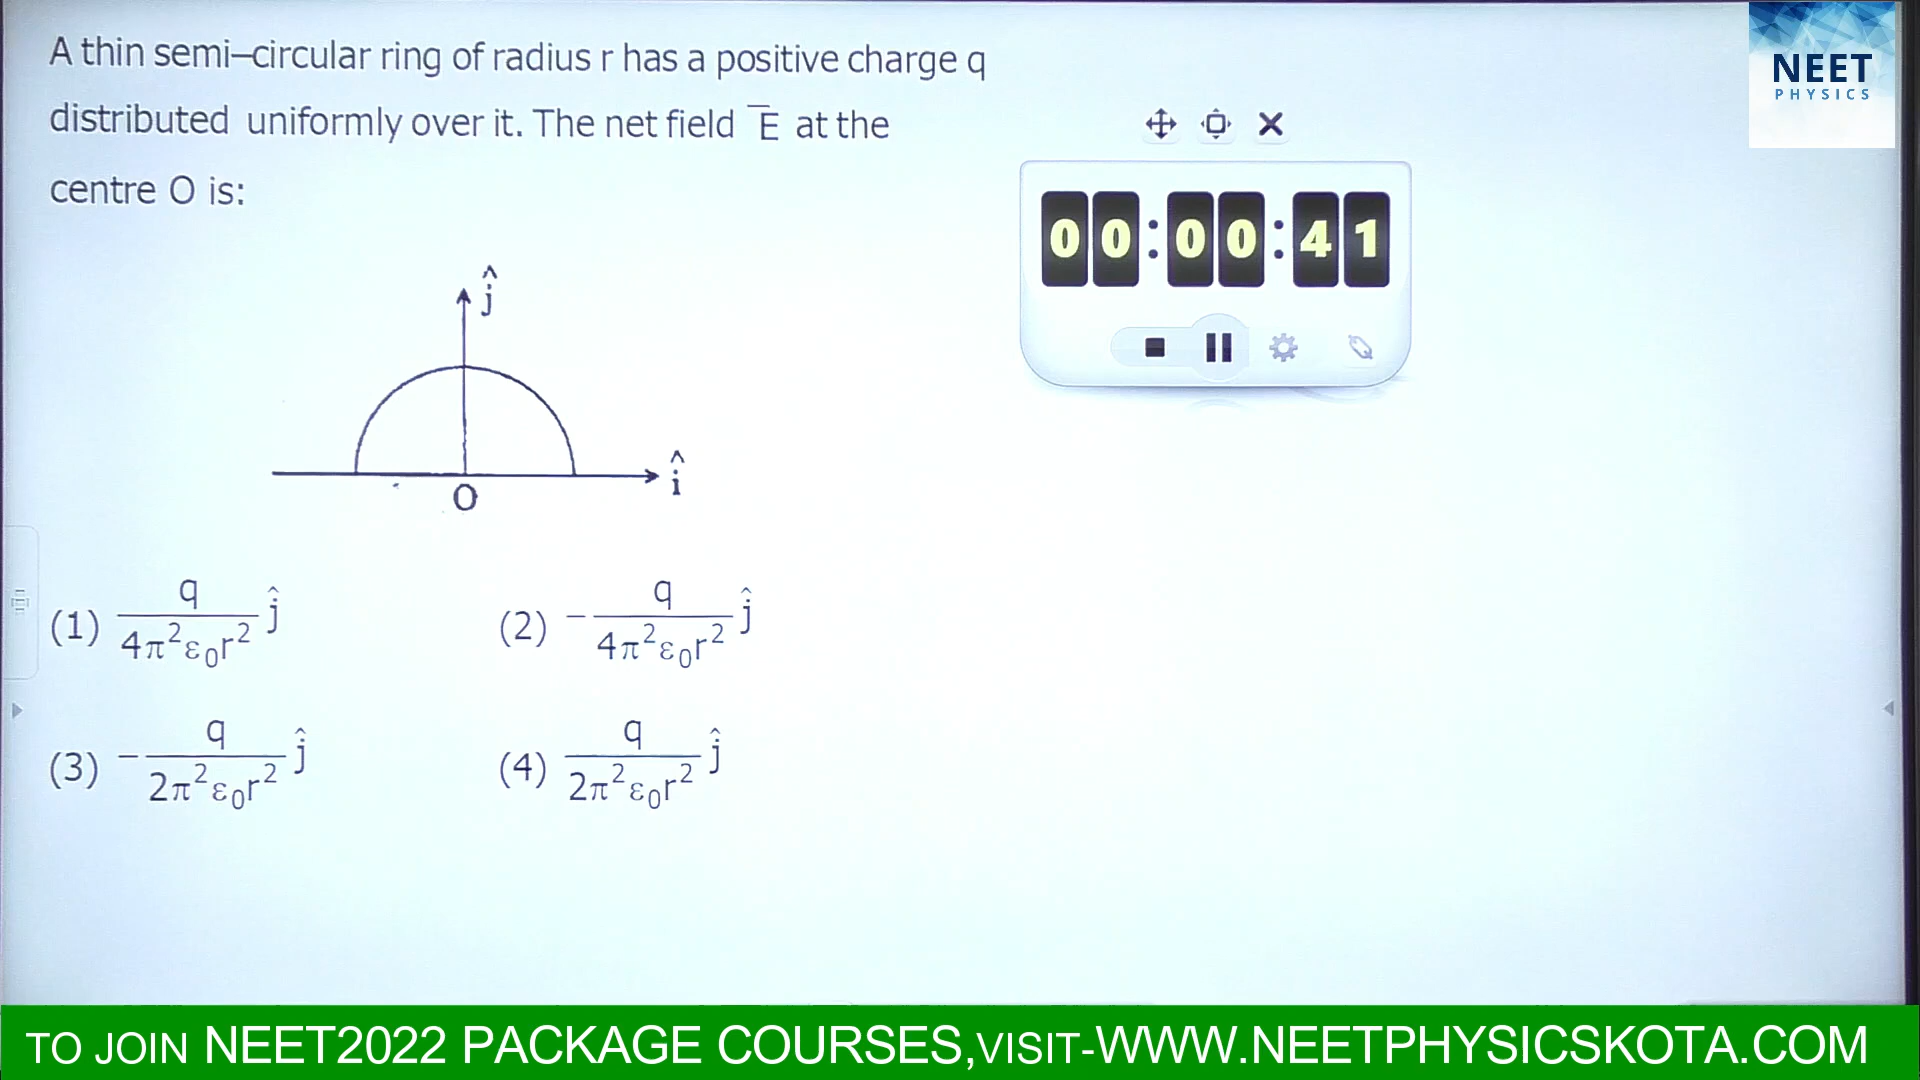 A thin semi–circular ring of radius r has a positive charge q
distributed uniformly over it. The net field E̅ at the
centre O is:
ĵ
î
O
(1) q/4π²ε₀r² ĵ
(2) −q/4π²ε₀r² ĵ
(3) −q/2π²ε₀r² ĵ
(4) q/2π²ε₀r² ĵ
00:00:41
NEET
PHYSICS
TO JOIN NEET2022 PACKAGE COURSES,VISIT-WWW.NEETPHYSICSKOTA.COM